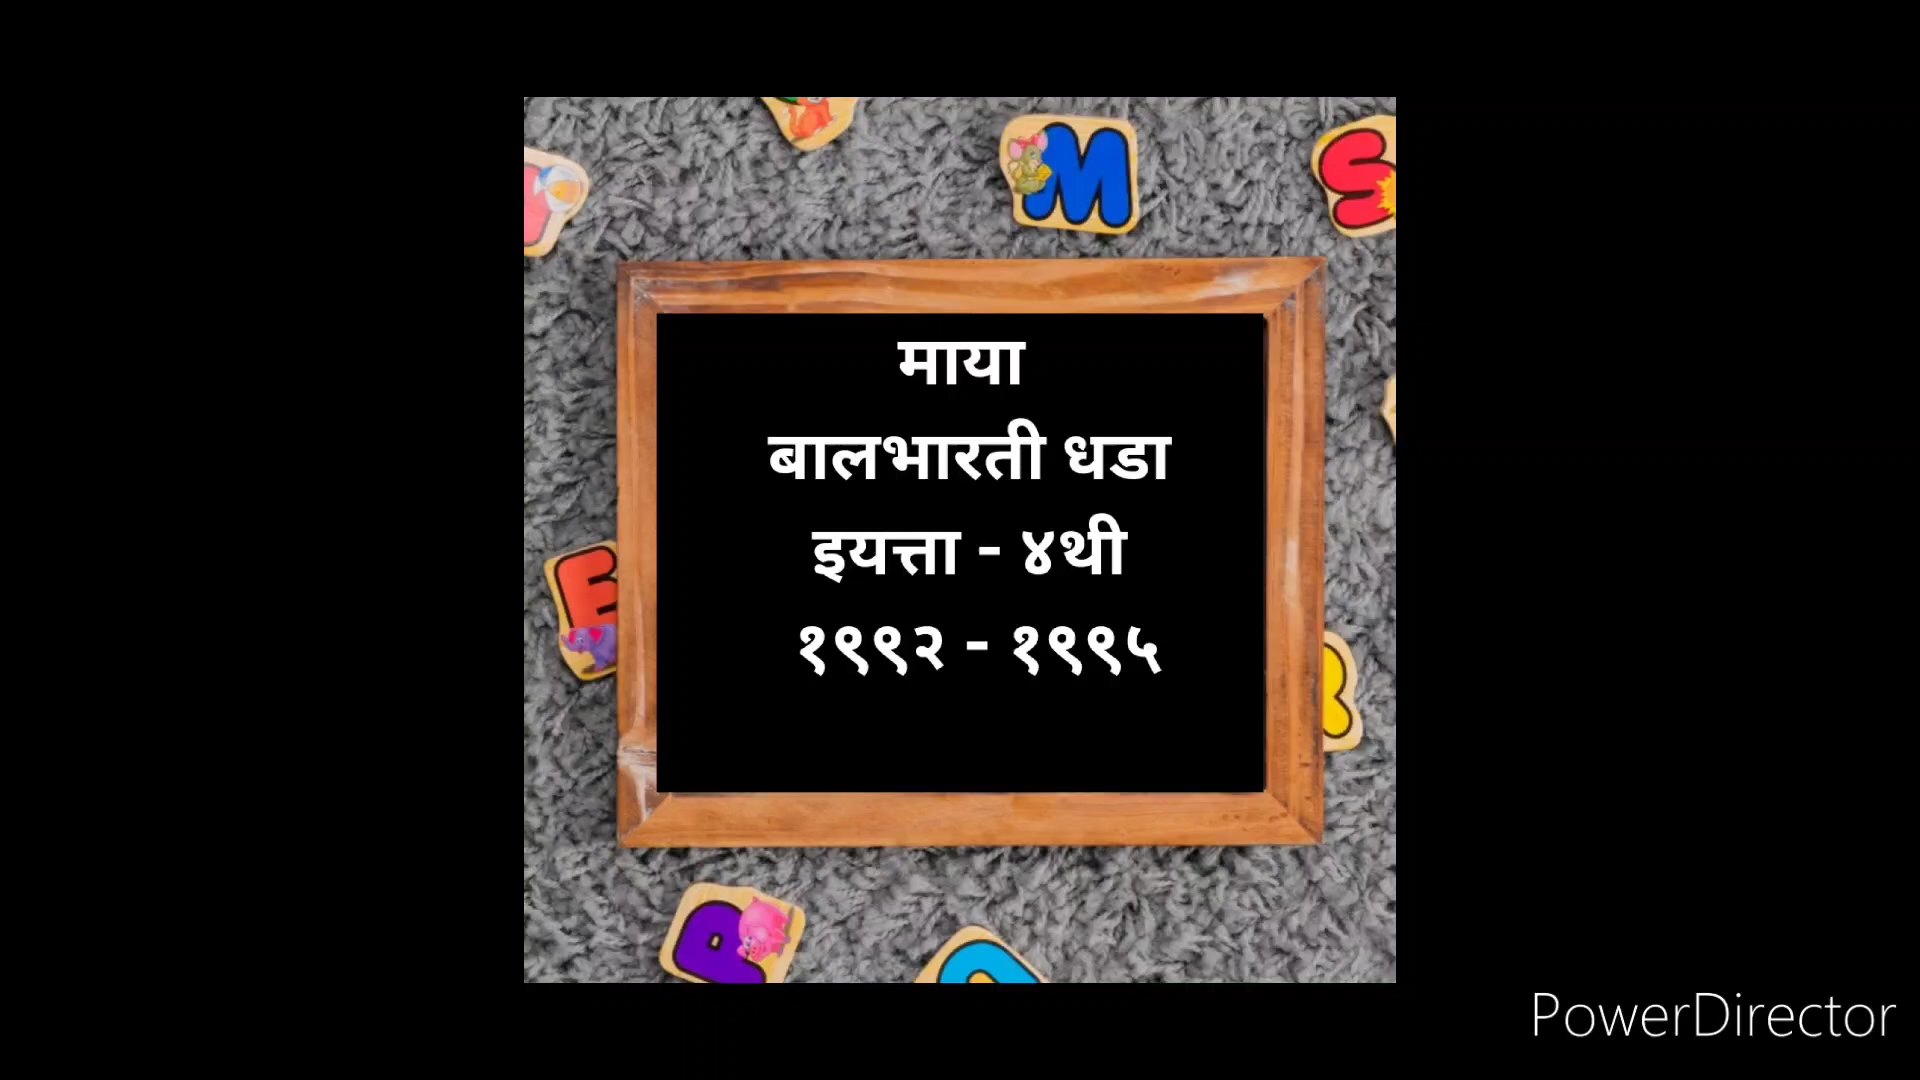 M
S
माया
बालभारती धडा
इयत्ता - ४थी
१९९२ - १९९५
E
R
P
PowerDirector